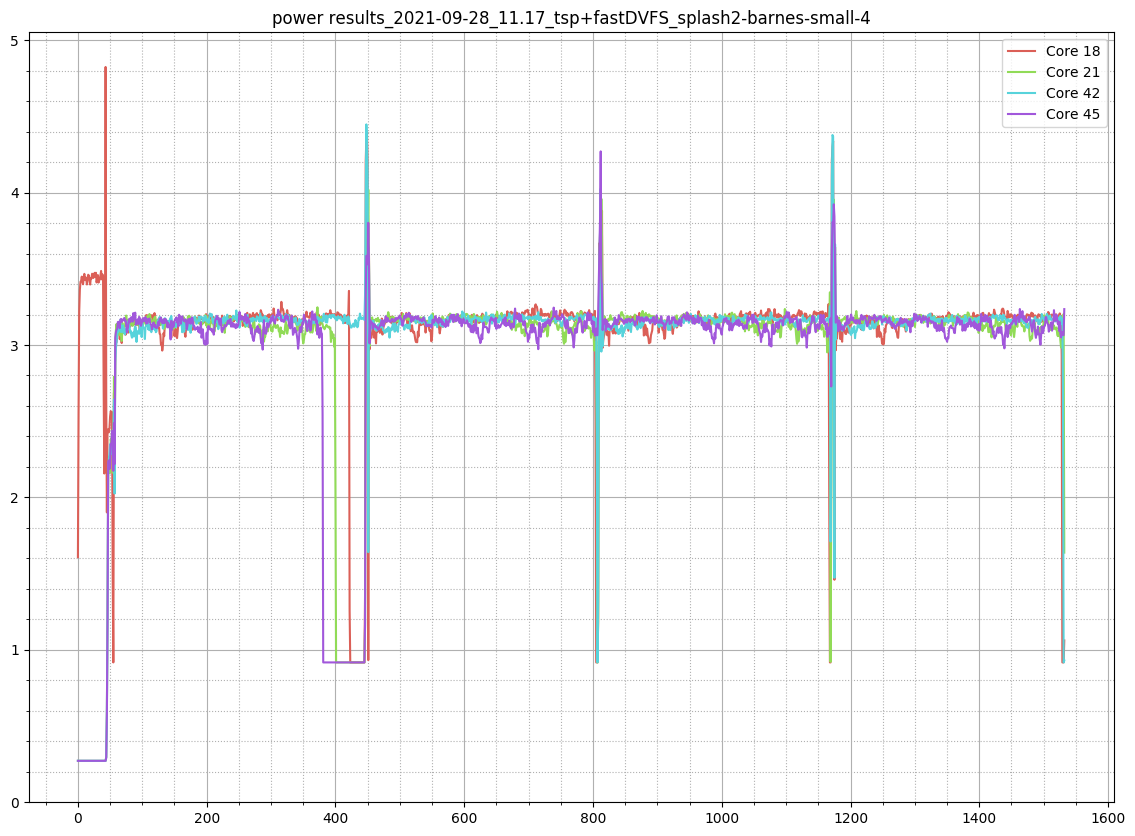 power results_2021-09-28_11.17_tsp+fastDVFS_splash2-barnes-small-4
5
4
3
2
1
0
Core 18
Core 21
Core 42
Core 45
0 200 400 600 800 1000 1200 1400 1600